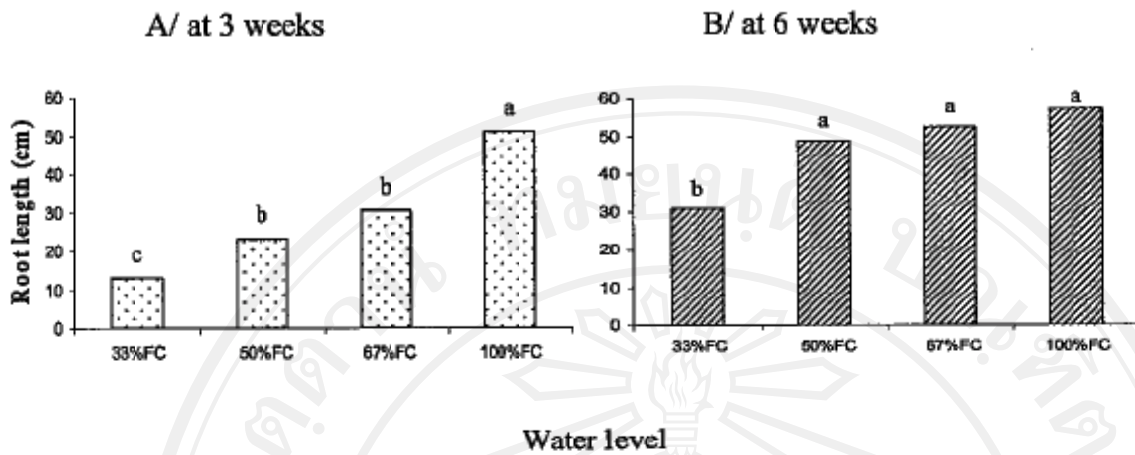 A/ at 3 weeks
B/ at 6 weeks
Root length (cm)
60
50
40
30
20
10
0
c
b
b
a
33%FC
50%FC
67%FC
100%FC
60
50
40
30
20
10
0
b
a
a
a
33%FC
50%FC
67%FC
100%FC
Water level